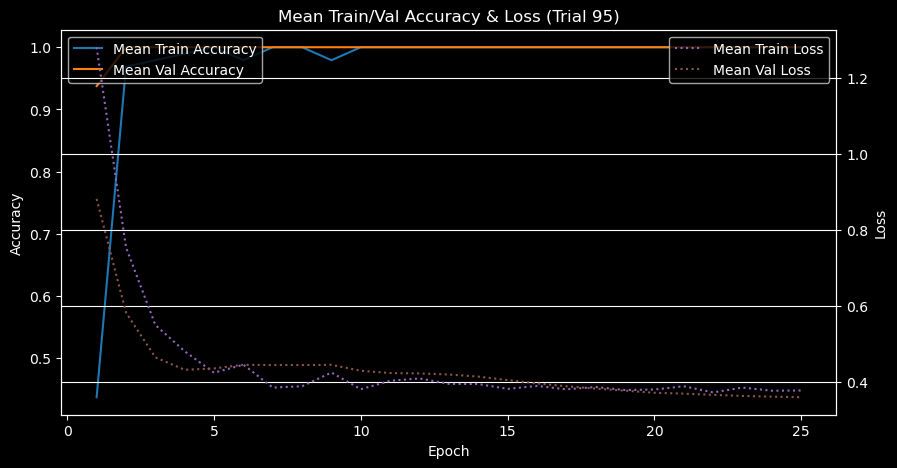 Mean Train/Val Accuracy & Loss (Trial 95)
Mean Train Accuracy
Mean Val Accuracy
Mean Train Loss
Mean Val Loss
1.0
0.9
0.8
0.7
0.6
0.5
Accuracy
1.2
1.0
0.8
0.6
0.4
Loss
0
5
10
15
20
25
Epoch